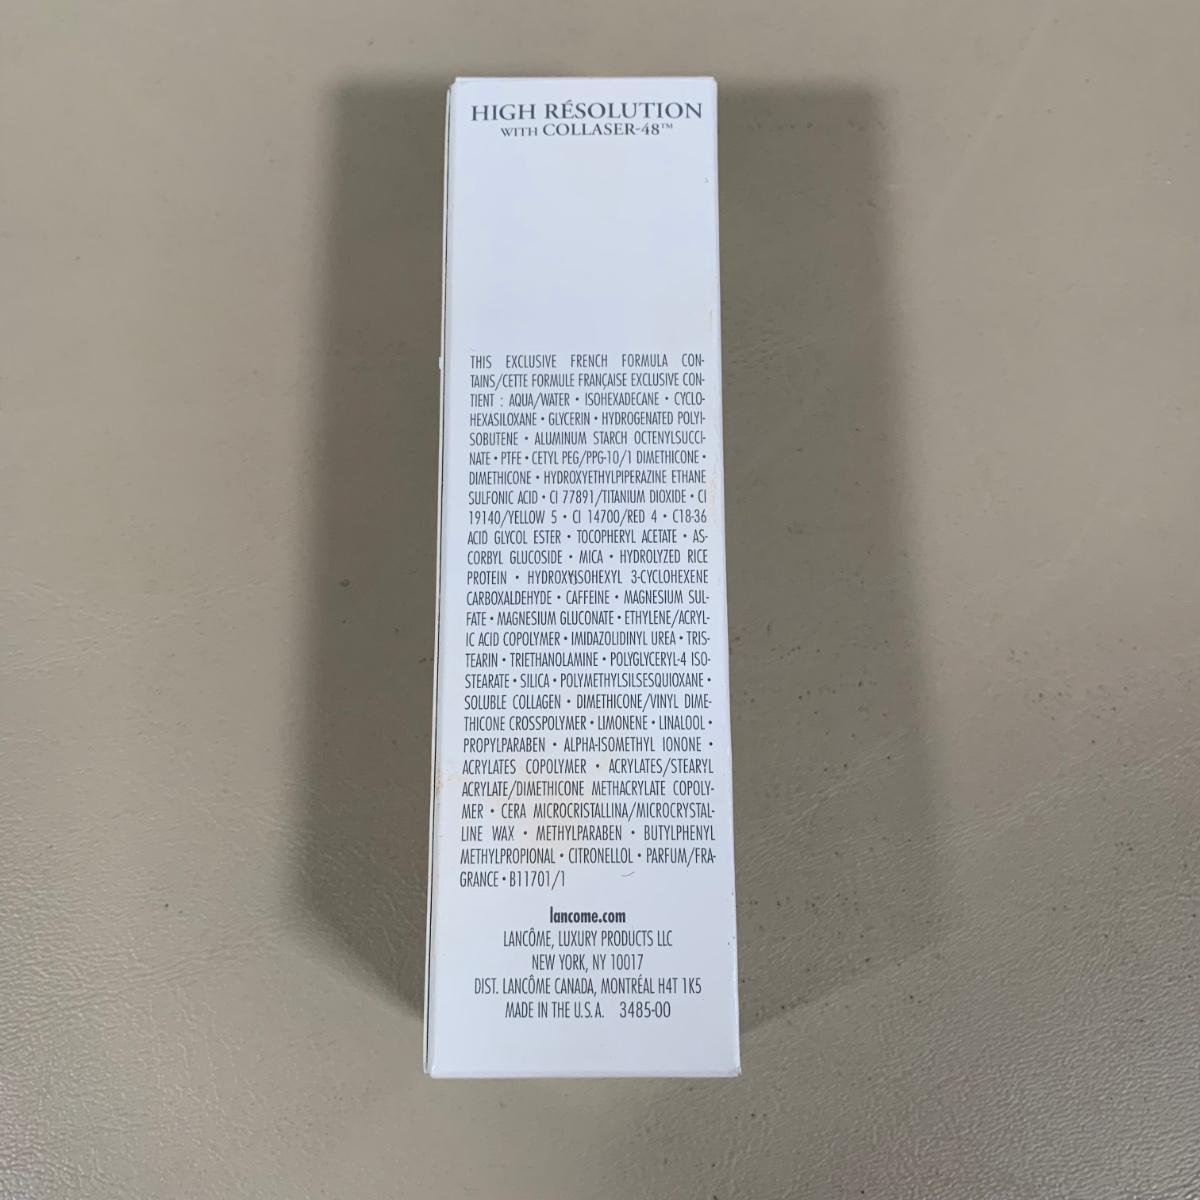 HIGH RÉSOLUTION
WITH COLLASER-48™
THIS EXCLUSIVE FRENCH FORMULA CON-
TAINS/CETTE FORMULE FRANÇAISE EXCLUSIVE CON-
TIENT : AQUA/WATER • ISOHEXADECANE • CYCLO-
HEXASILOXANE • GLYCERIN • HYDROGENATED POLYI-
SOBUTENE • ALUMINUM STARCH OCTENYLSUCCI-
NATE • PTFE • CETYL PEG/PPG-10/1 DIMETHICONE •
DIMETHICONE • HYDROXYETHYLPIPERAZINE ETHANE
SULFONIC ACID • CI 77891/TITANIUM DIOXIDE • CI
19140/YELLOW 5 • CI 14700/RED 4 • C18-36
ACID GLYCOL ESTER • TOCOPHERYL ACETATE • AS-
CORBYL GLUCOSIDE • MICA • HYDROLYZED RICE
PROTEIN • HYDROXYISOHEXYL 3-CYCLOHEXENE
CARBOXALDEHYDE • CAFFEINE • MAGNESIUM SUL-
FATE • MAGNESIUM GLUCONATE • ETHYLENE/ACRYL-
IC ACID COPOLYMER • IMIDAZOLIDINYL UREA • TRIS-
TEARIN • TRIETHANOLAMINE • POLYGLYCERYL-4 ISO-
STEARATE • SILICA • POLYMETHYLSILSESQUIOXANE •
SOLUBLE COLLAGEN • DIMETHICONE/VINYL DIME-
THICONE CROSSPOLYMER • LIMONENE • LINALOOL •
PROPYLPARABEN • ALPHA-ISOMETHYL IONONE •
ACRYLATES COPOLYMER • ACRYLATES/STEARYL
ACRYLATE/DIMETHICONE METHACRYLATE COPOLY-
MER • CERA MICROCRISTALLINA/MICROCRYSTAL-
LINE WAX • METHYLPARABEN • BUTYLPHENYL
METHYLPROPIONAL • CITRONELLOL • PARFUM/FRA-
GRANCE • B11701/1
lancome.com
LANCÔME, LUXURY PRODUCTS LLC
NEW YORK, NY 10017
DIST. LANCÔME CANADA, MONTRÉAL H4T 1K5
MADE IN THE U.S.A. 3485-00